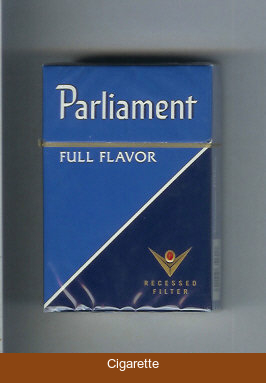 Parliament
FULL FLAVOR
RECESSED
FILTER
Cigarette